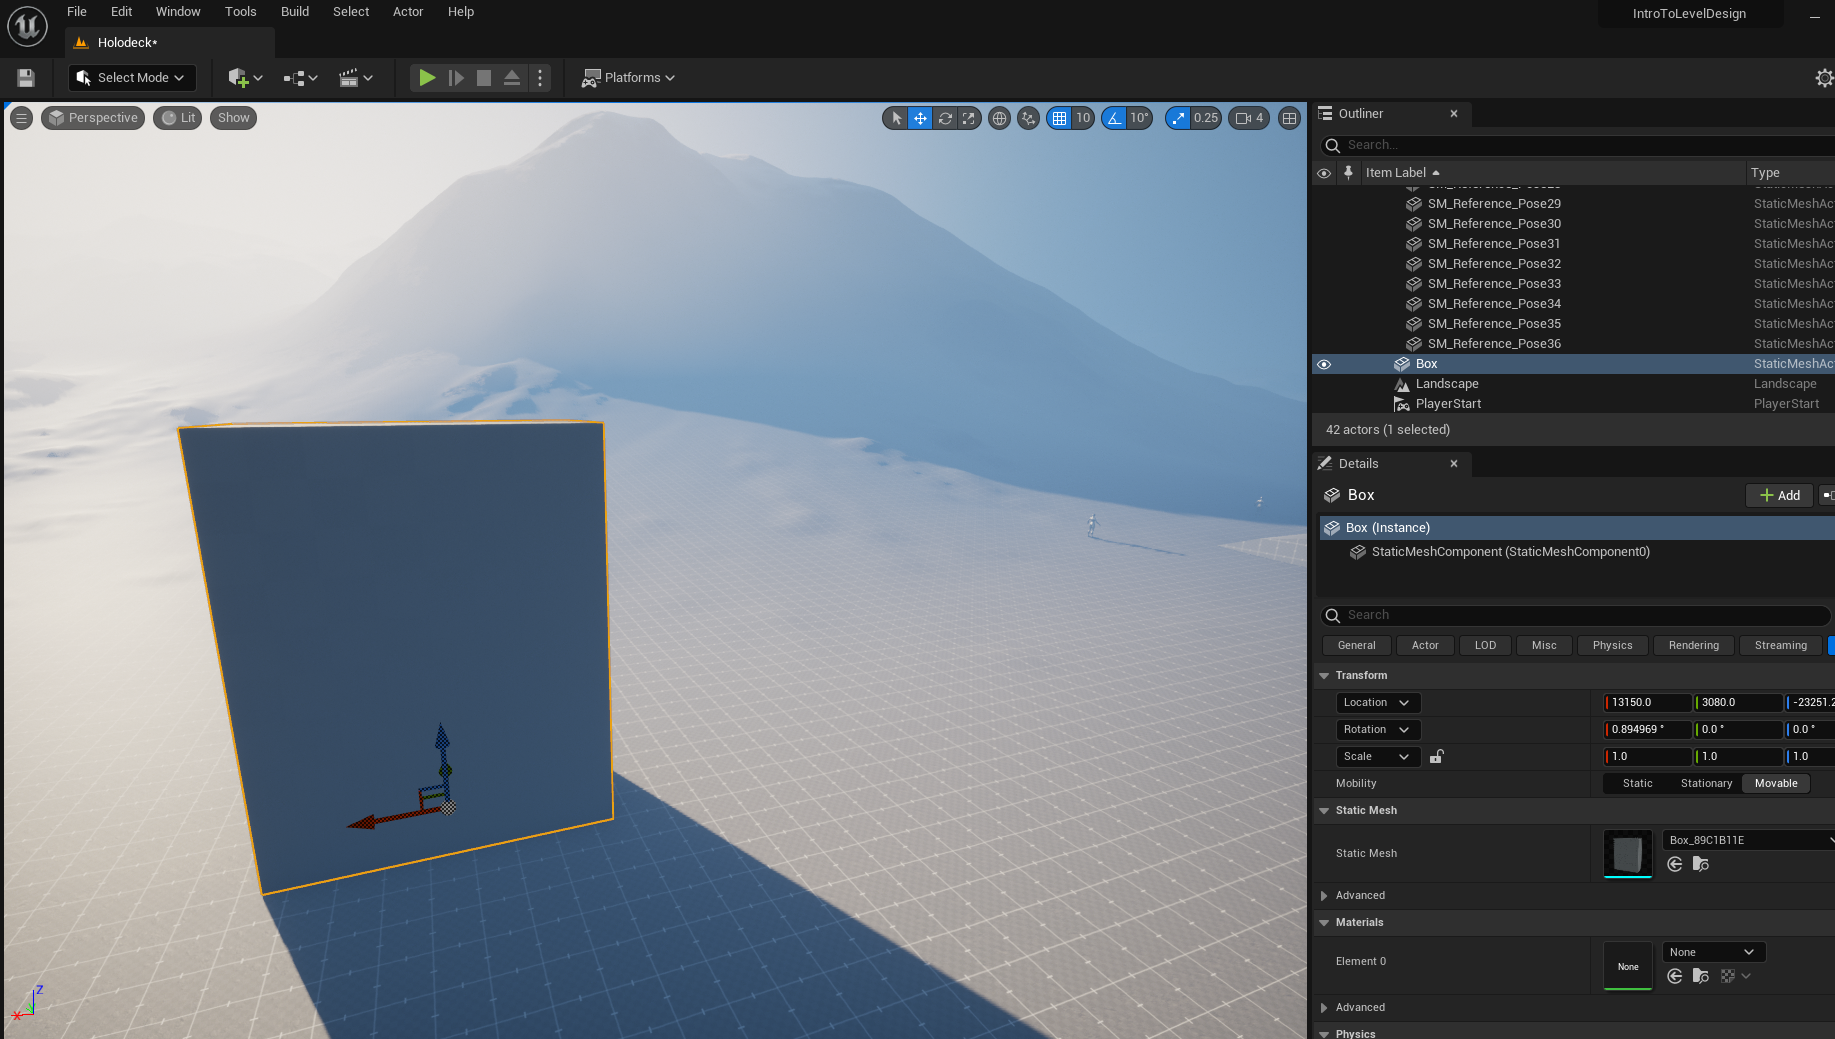 File Edit Window Tools Build Select Actor Help
IntroToLevelDesign
Holodeck*
Select Mode
Platforms
Perspective Lit Show
10 10° 0.25 4
Outliner
Search...
Item Label Type
SM_Reference_Pose29 StaticMeshAc
SM_Reference_Pose30 StaticMeshAc
SM_Reference_Pose31 StaticMeshAc
SM_Reference_Pose32 StaticMeshAc
SM_Reference_Pose33 StaticMeshAc
SM_Reference_Pose34 StaticMeshAc
SM_Reference_Pose35 StaticMeshAc
SM_Reference_Pose36 StaticMeshAc
Box StaticMeshAc
Landscape Landscape
PlayerStart PlayerStart
42 actors (1 selected)
Details
Box
Add
Box (Instance)
StaticMeshComponent (StaticMeshComponent0)
Search
General Actor LOD Misc Physics Rendering Streaming
Transform
Location 13150.0 3080.0 -23251.2
Rotation 0.894969 ° 0.0 ° 0.0 °
Scale 1.0 1.0 1.0
Mobility Static Stationary Movable
Static Mesh
Static Mesh Box_89C1B11E
Advanced
Materials
Element 0 None None
Advanced
Physics
Z
X